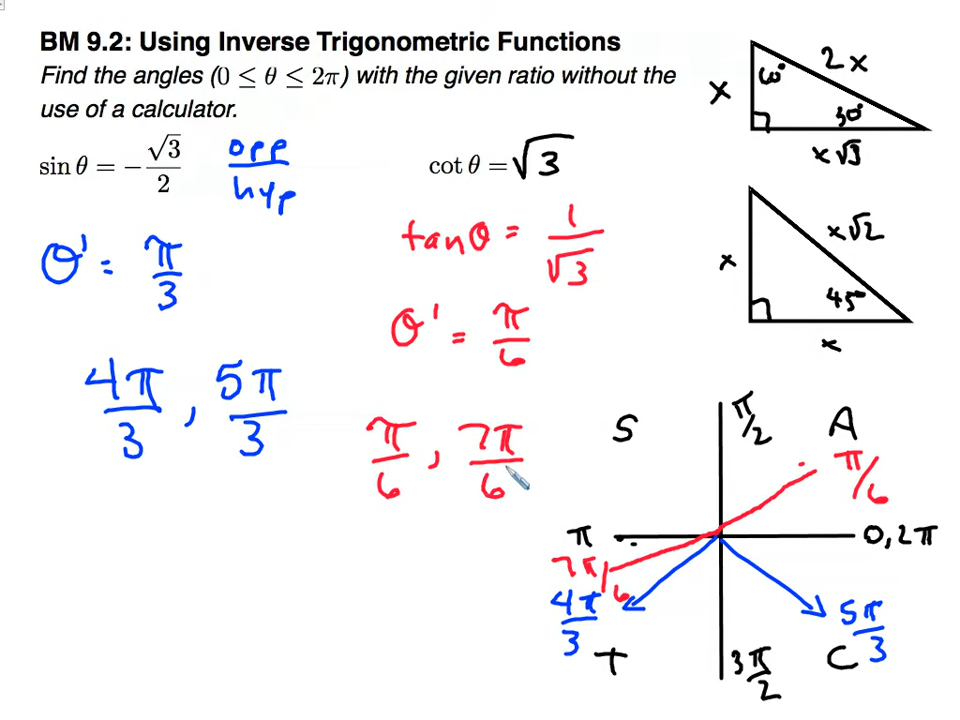 BM 9.2: Using Inverse Trigonometric Functions
Find the angles (0 ≤ θ ≤ 2π) with the given ratio without the
use of a calculator.
sin θ = −√3/2 opp/hyp
θ' = π/3
4π/3, 5π/3
cot θ = √3
tanθ = 1/√3
θ' = π/6
π/6, 7π/6
60° 2x
x
30°
x√3
x√2
x
45°
x
S π/2 A
π/6
π 0, 2π
7π/6
4π/3 5π/3
T 3π/2 C